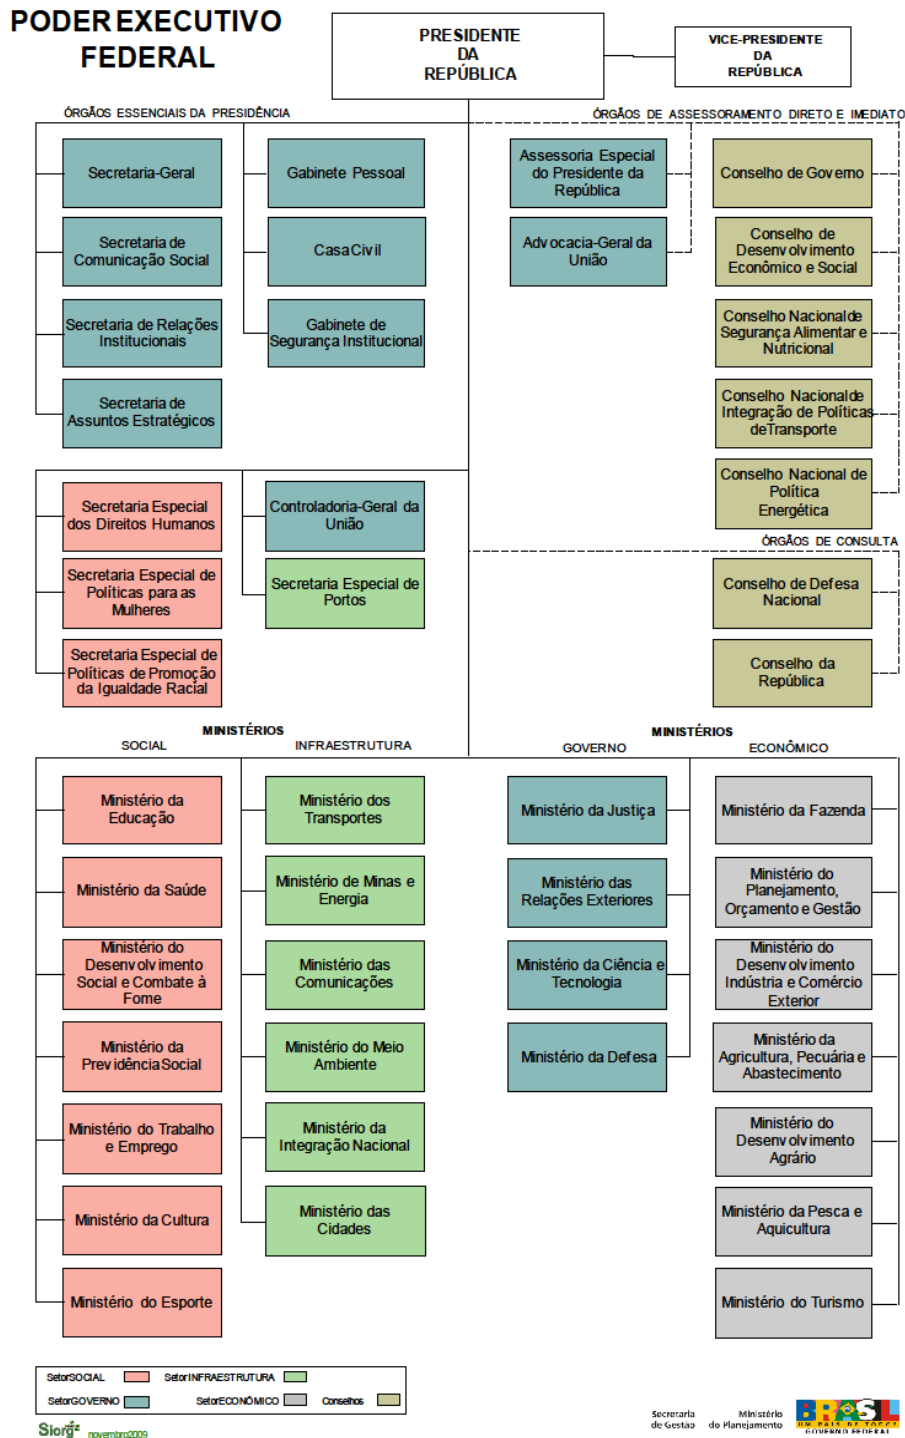 PODER EXECUTIVO
FEDERAL
PRESIDENTE
DA
REPÚBLICA
VICE-PRESIDENTE
DA
REPÚBLICA
ÓRGÃOS ESSENCIAIS DA PRESIDÊNCIA
ÓRGÃOS DE ASSESSORAMENTO DIRETO E IMEDIATO
Secretaria-Geral
Gabinete Pessoal
Assessoria Especial
do Presidente da
República
Conselho de Governo
Secretaria de
Comunicação Social
Casa Civil
Advocacia-Geral da
União
Conselho de
Desenvolvimento
Econômico e Social
Secretaria de Relações
Institucionais
Gabinete de
Segurança Institucional
Conselho Nacional de
Segurança Alimentar e
Nutricional
Secretaria de
Assuntos Estratégicos
Conselho Nacional de
Integração de Políticas
de Transporte
Conselho Nacional de
Política
Energética
Secretaria Especial
dos Direitos Humanos
Controladoria-Geral da
União
ÓRGÃOS DE CONSULTA
Secretaria Especial de
Políticas para as
Mulheres
Secretaria Especial de
Portos
Conselho de Defesa
Nacional
Secretaria Especial de
Políticas de Promoção
da Igualdade Racial
Conselho da
República
MINISTÉRIOS
SOCIAL
INFRAESTRUTURA
MINISTÉRIOS
GOVERNO
ECONÔMICO
Ministério da
Educação
Ministério dos
Transportes
Ministério da Justiça
Ministério da Fazenda
Ministério da Saúde
Ministério de Minas e
Energia
Ministério das
Relações Exteriores
Ministério do
Planejamento,
Orçamento e Gestão
Ministério do
Desenvolvimento
Social e Combate à
Fome
Ministério das
Comunicações
Ministério da Ciência e
Tecnologia
Ministério do
Desenvolvimento
Indústria e Comércio
Exterior
Ministério da
Previdência Social
Ministério do Meio
Ambiente
Ministério da Defesa
Ministério da
Agricultura, Pecuária e
Abastecimento
Ministério do Trabalho
e Emprego
Ministério da
Integração Nacional
Ministério do
Desenvolvimento
Agrário
Ministério da Cultura
Ministério das
Cidades
Ministério da Pesca e
Aquicultura
Ministério do Esporte
Ministério do Turismo
Setor SOCIAL
Setor INFRAESTRUTURA
Setor GOVERNO
Setor ECONÔMICO
Conselhos
Siorg
novembro2009
Secretaria
de Gestão
Ministério
do Planejamento
BRASIL
UM PAÍS DE TODOS
GOVERNO FEDERAL